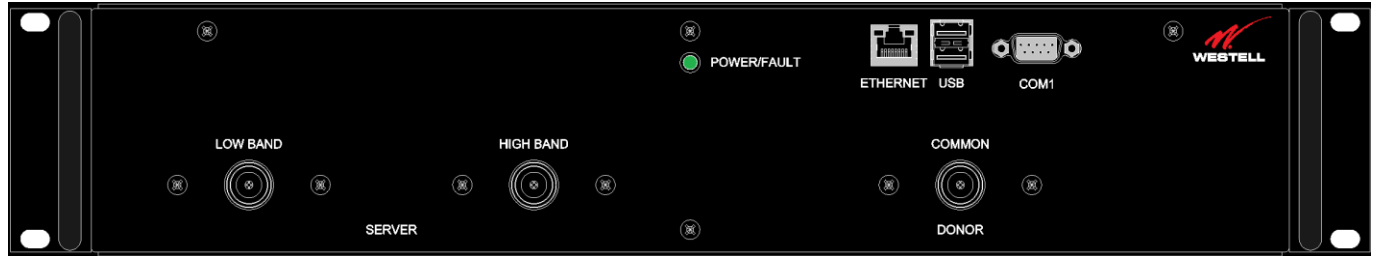 WESTELL
POWER/FAULT
ETHERNET USB COM1
LOW BAND HIGH BAND COMMON
SERVER DONOR